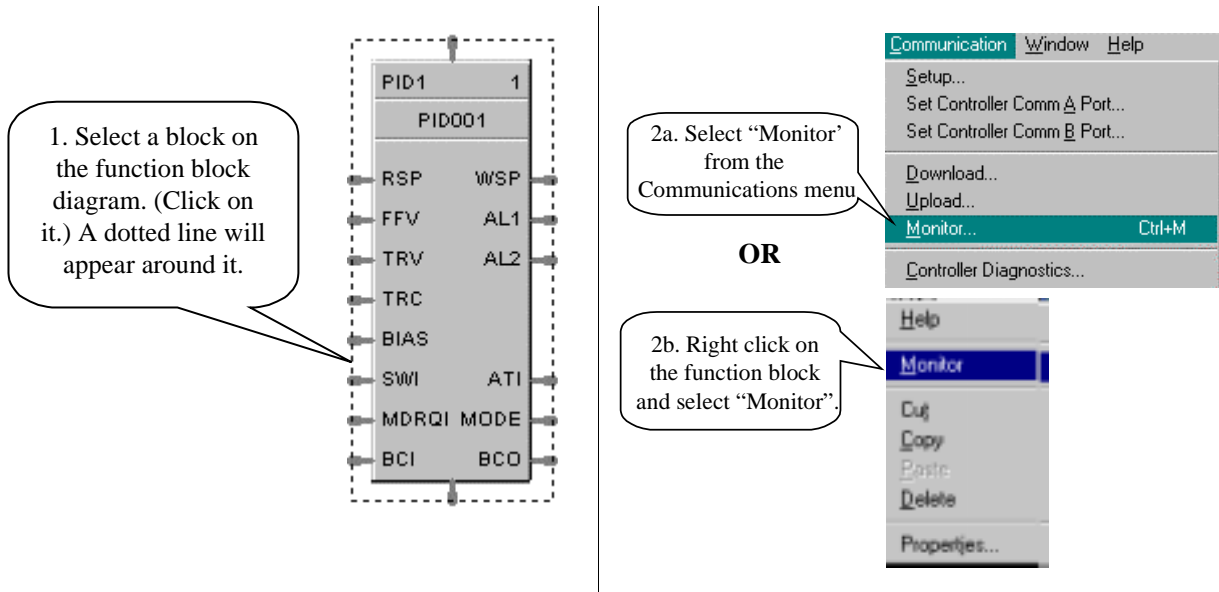 1. Select a block on
the function block
diagram. (Click on
it.) A dotted line will
appear around it.
PID1 1
PID001
RSP WSP
FFV AL1
TRV AL2
TRC
BIAS
SWI ATI
MDRQI MODE
BCI BCO
Communication Window Help
Setup...
Set Controller Comm A Port...
Set Controller Comm B Port...
Download...
Upload...
Monitor... Ctrl+M
Controller Diagnostics...
2a. Select “Monitor’
from the
Communications menu
OR
2b. Right click on
the function block
and select “Monitor”.
Help
Monitor
Cut
Copy
Paste
Delete
Properties...